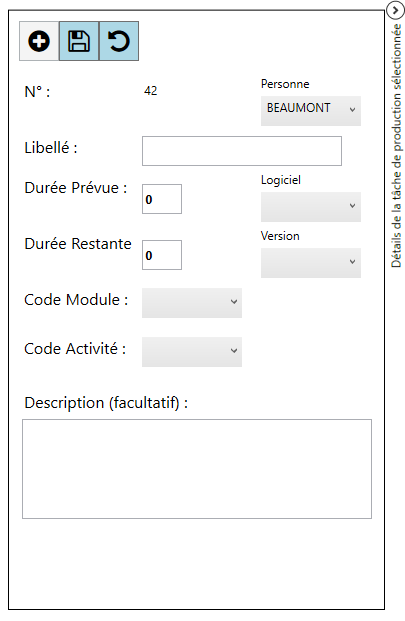 N° :
42
Personne
BEAUMONT
Libellé :
Durée Prévue :
0
Logiciel
Durée Restante
0
Version
Code Module :
Code Activité :
Description (facultatif) :
Détails de la tâche de production sélectionnée